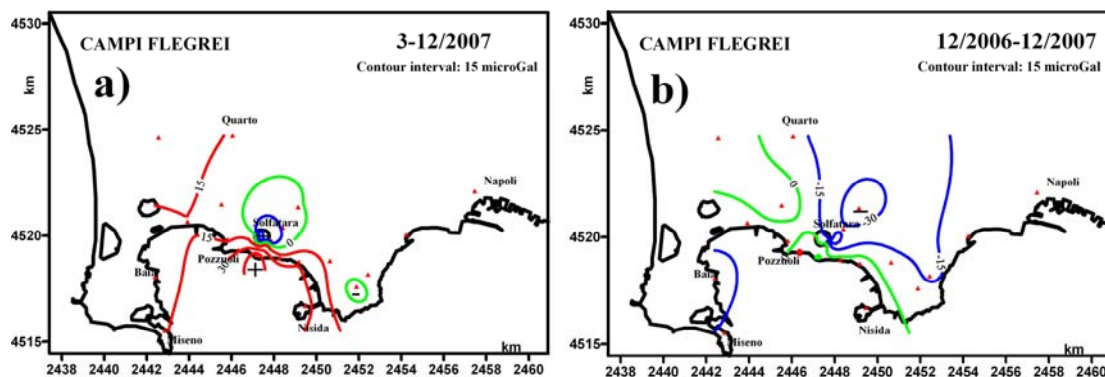 4530
CAMPI FLEGREI
3-12/2007
Contour interval: 15 microGal
km
a)
4525
Quarto
15
Napoli
Solfatara
4520
15
0
Pozzuoli
30
Baia
+
-
Nisida
4515
Miseno
km
2438 2440 2442 2444 2446 2448 2450 2452 2454 2456 2458 2460
4530
CAMPI FLEGREI
12/2006-12/2007
Contour interval: 15 microGal
km
b)
4525
Quarto
0
-15
Napoli
-30
Solfatara
4520
Pozzuoli
Baia
-15
Nisida
4515
Miseno
km
2438 2440 2442 2444 2446 2448 2450 2452 2454 2456 2458 2460